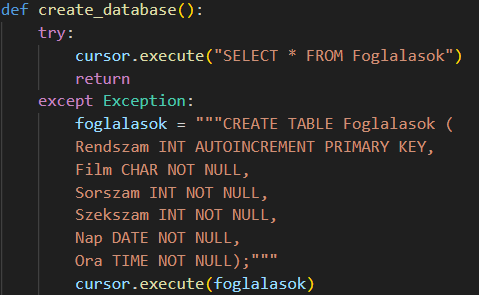 def create_database():
    try:
        cursor.execute("SELECT * FROM Foglalasok")
        return
    except Exception:
        foglalasok = """CREATE TABLE Foglalasok (
        Rendszam INT AUTOINCREMENT PRIMARY KEY,
        Film CHAR NOT NULL,
        Sorszam INT NOT NULL,
        Szekszam INT NOT NULL,
        Nap DATE NOT NULL,
        Ora TIME NOT NULL);"""
        cursor.execute(foglalasok)